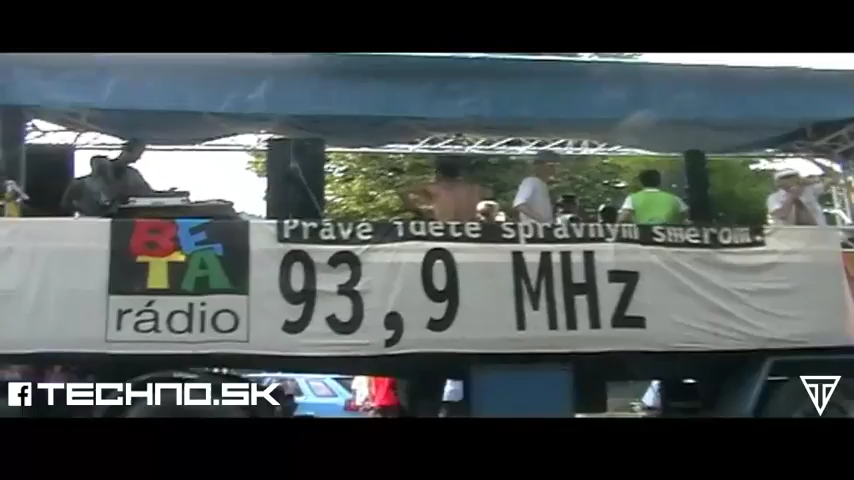 Práve idete správnym smerom.
BETA
rádio
93,9 MHz
TECHNO.SK